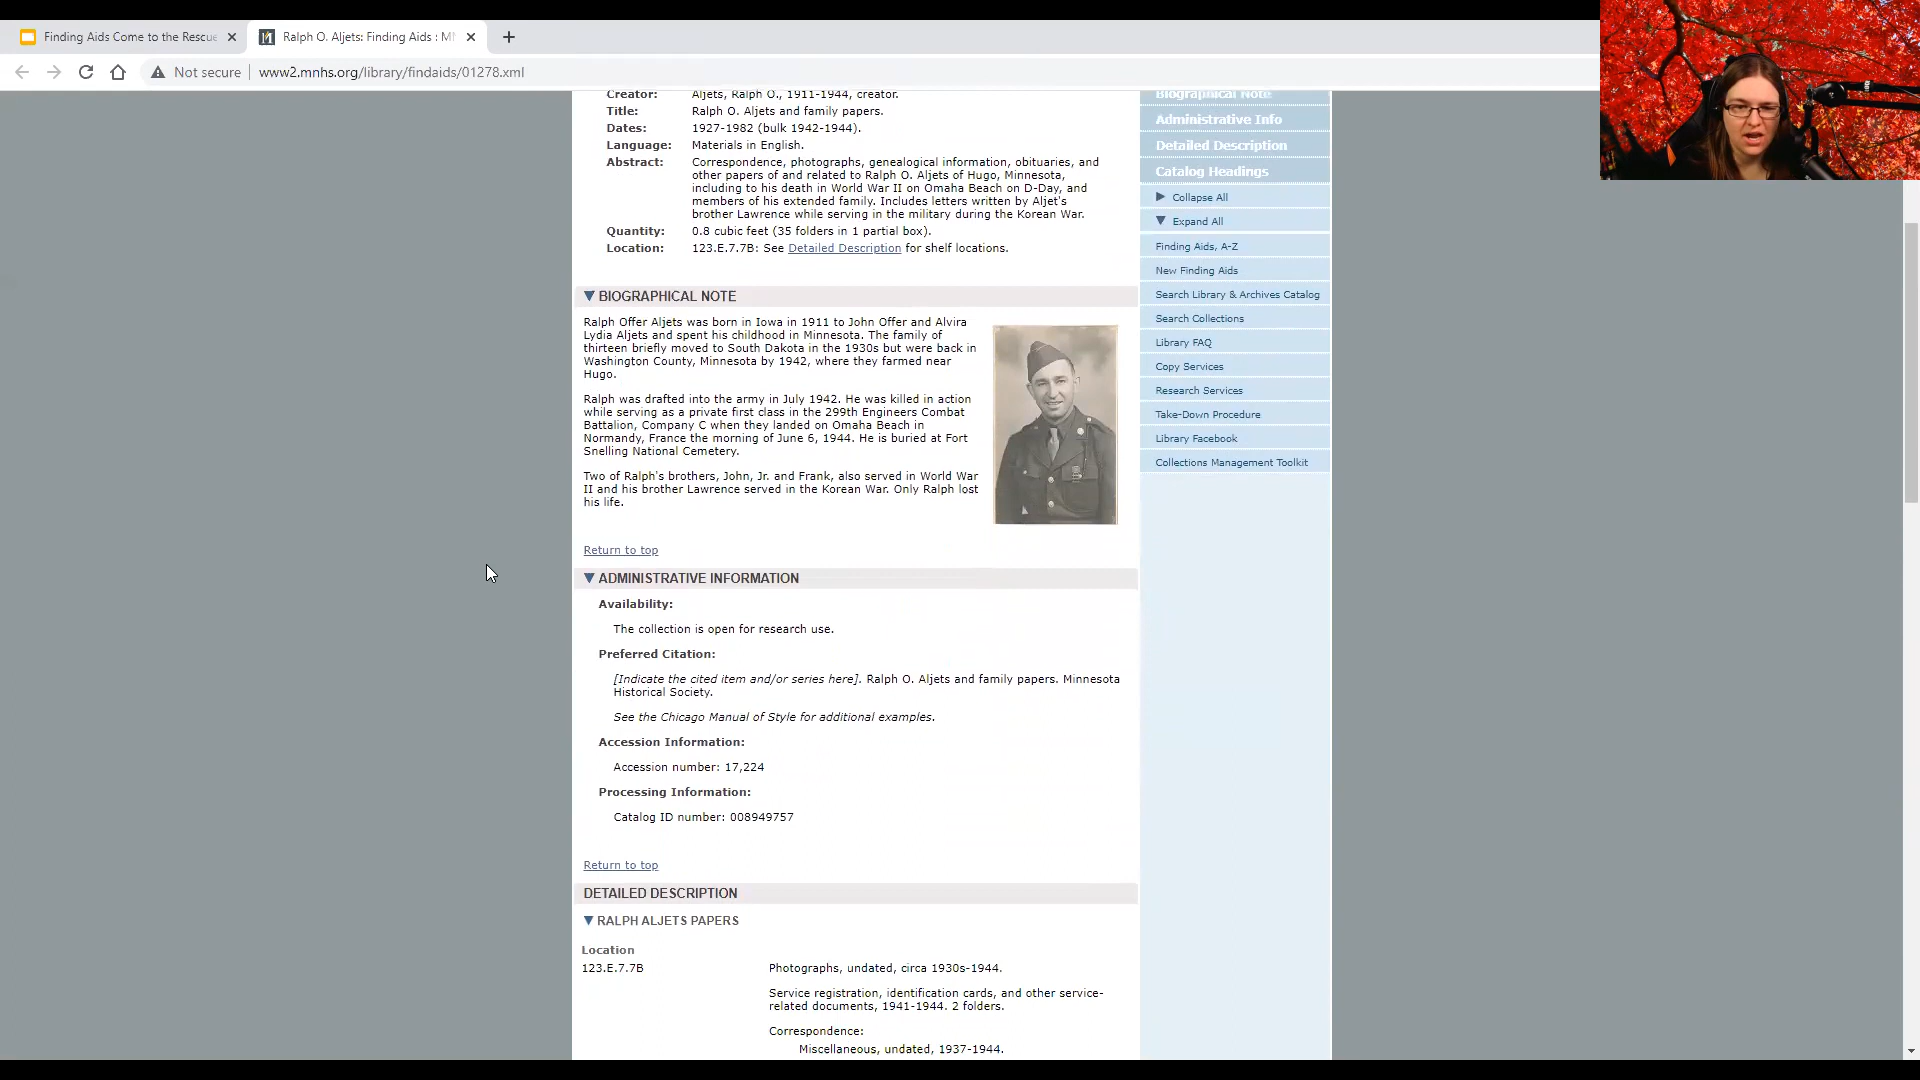 Finding Aids Come to the Rescue
Ralph O. Aljets: Finding Aids : M
Not secure
www2.mnhs.org/library/findaids/01278.xml
Creator: Aljets, Ralph O., 1911-1944, creator.
Title: Ralph O. Aljets and family papers.
Dates: 1927-1982 (bulk 1942-1944).
Language: Materials in English.
Abstract: Correspondence, photographs, genealogical information, obituaries, and
other papers of and related to Ralph O. Aljets of Hugo, Minnesota,
including to his death in World War II on Omaha Beach on D-Day, and
members of his extended family. Includes letters written by Aljet's
brother Lawrence while serving in the military during the Korean War.
Quantity: 0.8 cubic feet (35 folders in 1 partial box).
Location: 123.E.7.7B: See Detailed Description for shelf locations.
BIOGRAPHICAL NOTE
Ralph Offer Aljets was born in Iowa in 1911 to John Offer and Alvira
Lydia Aljets and spent his childhood in Minnesota. The family of
thirteen briefly moved to South Dakota in the 1930s but were back in
Washington County, Minnesota by 1942, where they farmed near
Hugo.
Ralph was drafted into the army in July 1942. He was killed in action
while serving as a private first class in the 299th Engineers Combat
Battalion, Company C when they landed on Omaha Beach in
Normandy, France the morning of June 6, 1944. He is buried at Fort
Snelling National Cemetery.
Two of Ralph's brothers, John, Jr. and Frank, also served in World War
II and his brother Lawrence served in the Korean War. Only Ralph lost
his life.
Return to top
ADMINISTRATIVE INFORMATION
Availability:
The collection is open for research use.
Preferred Citation:
[Indicate the cited item and/or series here]. Ralph O. Aljets and family papers. Minnesota
Historical Society.
See the Chicago Manual of Style for additional examples.
Accession Information:
Accession number: 17,224
Processing Information:
Catalog ID number: 008949757
Return to top
DETAILED DESCRIPTION
RALPH ALJETS PAPERS
Location
123.E.7.7B Photographs, undated, circa 1930s-1944.
Service registration, identification cards, and other service-
related documents, 1941-1944. 2 folders.
Correspondence:
Miscellaneous, undated, 1937-1944.
Biographical Note
Administrative Info
Detailed Description
Catalog Headings
Collapse All
Expand All
Finding Aids, A-Z
New Finding Aids
Search Library & Archives Catalog
Search Collections
Library FAQ
Copy Services
Research Services
Take-Down Procedure
Library Facebook
Collections Management Toolkit